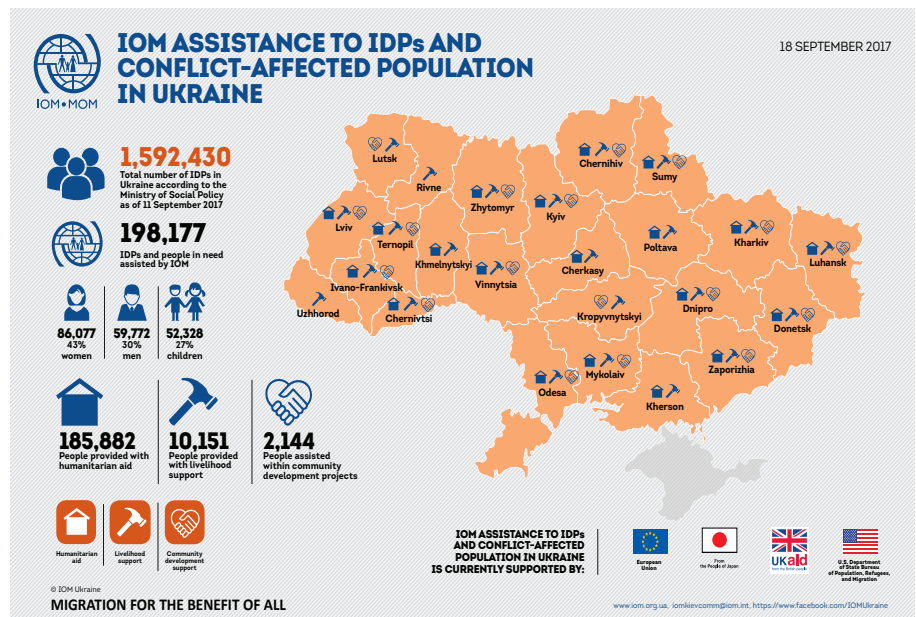 IOM ASSISTANCE TO IDPs AND
CONFLICT-AFFECTED POPULATION
IN UKRAINE
IOM•MOM
18 SEPTEMBER 2017
1,592,430
Total number of IDPs in
Ukraine according to the
Ministry of Social Policy
as of 11 September 2017
198,177
IDPs and people in need
assisted by IOM
86,077
43%
women
59,772
30%
men
52,328
27%
children
185,882
People provided with
humanitarian aid
10,151
People provided
with livelihood
support
2,144
People assisted
within community
development projects
Humanitarian
aid
Livelihood
support
Community
development
support
Lutsk
Rivne
Zhytomyr
Kyiv
Chernihiv
Sumy
Lviv
Ternopil
Khmelnytskyi
Vinnytsia
Cherkasy
Poltava
Kharkiv
Luhansk
Ivano-Frankivsk
Uzhhorod
Chernivtsi
Kropyvnytskyi
Dnipro
Donetsk
Odesa
Mykolaiv
Zaporizhia
Kherson
IOM ASSISTANCE TO IDPs
AND CONFLICT-AFFECTED
POPULATION IN UKRAINE
IS CURRENTLY SUPPORTED BY:
European
Union
From
the People of Japan
UKaid
from the British people
U.S. Department
of State Bureau
of Population, Refugees,
and Migration
© IOM Ukraine
MIGRATION FOR THE BENEFIT OF ALL
www.iom.org.ua, iomkievcomm@iom.int, https://www.facebook.com/IOMUkraine